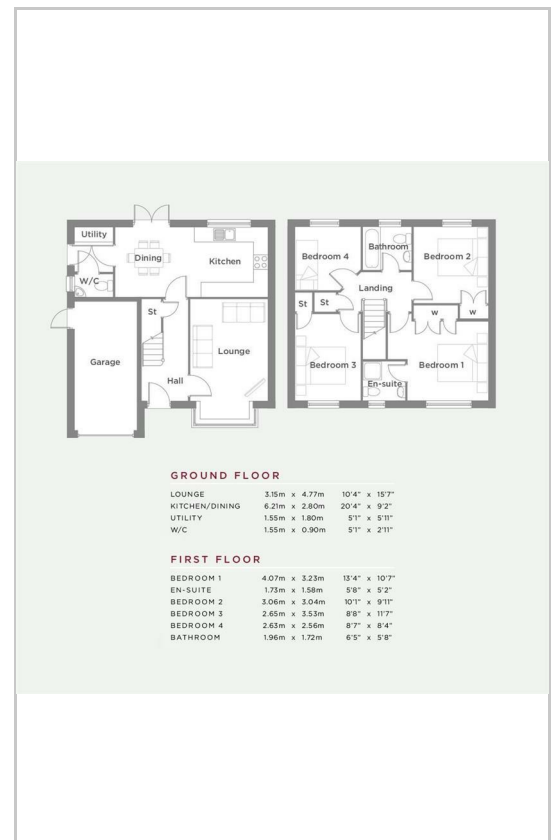 Utility
Dining
Kitchen
W/C
St
Lounge
Garage
Hall
Bedroom 4
Bathroom
Bedroom 2
Landing
St
St
W
W
Bedroom 3
Bedroom 1
En-suite
GROUND FLOOR
LOUNGE 3.15m x 4.77m 10'4" x 15'7"
KITCHEN/DINING 6.21m x 2.80m 20'4" x 9'2"
UTILITY 1.55m x 1.80m 5'1" x 5'11"
W/C 1.55m x 0.90m 5'1" x 2'11"
FIRST FLOOR
BEDROOM 1 4.07m x 3.23m 13'4" x 10'7"
EN-SUITE 1.73m x 1.58m 5'8" x 5'2"
BEDROOM 2 3.06m x 3.04m 10'1" x 9'11"
BEDROOM 3 2.65m x 3.53m 8'8" x 11'7"
BEDROOM 4 2.63m x 2.56m 8'7" x 8'4"
BATHROOM 1.96m x 1.72m 6'5" x 5'8"